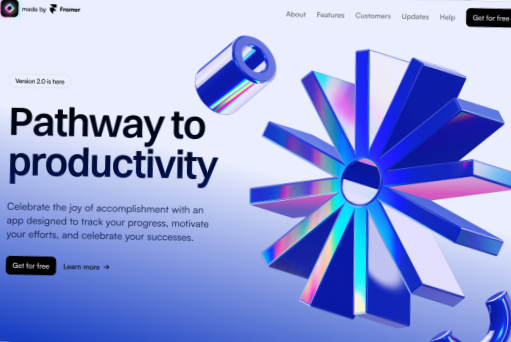 made by Framer
About Features Customers Updates Help Get for free
Version 2.0 is here
Pathway to
productivity
Celebrate the joy of accomplishment with an
app designed to track your progress, motivate
your efforts, and celebrate your successes.
Get for free Learn more →